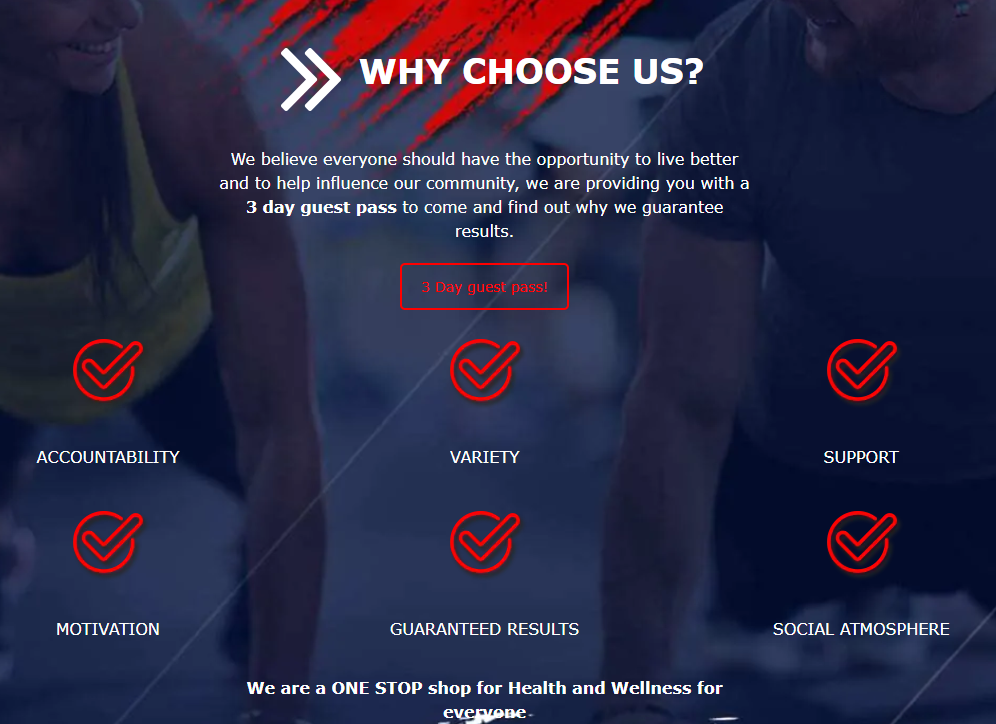 WHY CHOOSE US?
We believe everyone should have the opportunity to live better
and to help influence our community, we are providing you with a
3 day guest pass to come and find out why we guarantee
results.
3 Day guest pass!
ACCOUNTABILITY
VARIETY
SUPPORT
MOTIVATION
GUARANTEED RESULTS
SOCIAL ATMOSPHERE
We are a ONE STOP shop for Health and Wellness for
everyone